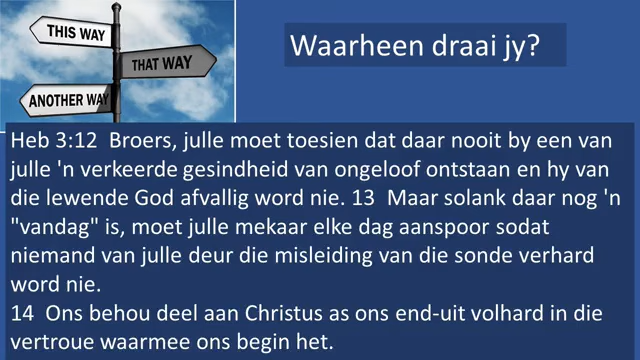 THIS WAY
THAT WAY
ANOTHER WAY
Waarheen draai jy?
Heb 3:12 Broers, julle moet toesien dat daar nooit by een van
julle 'n verkeerde gesindheid van ongeloof ontstaan en hy van
die lewende God afvallig word nie. 13 Maar solank daar nog 'n
"vandag" is, moet julle mekaar elke dag aanspoor sodat
niemand van julle deur die misleiding van die sonde verhard
word nie.
14 Ons behou deel aan Christus as ons end-uit volhard in die
vertroue waarmee ons begin het.